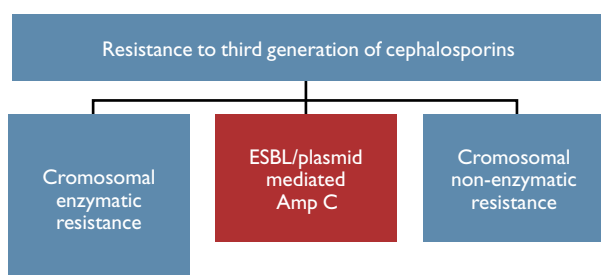 Resistance to third generation of cephalosporins
Cromosomal
enzymatic
resistance
ESBL/plasmid
mediated
Amp C
Cromosomal
non-enzymatic
resistance